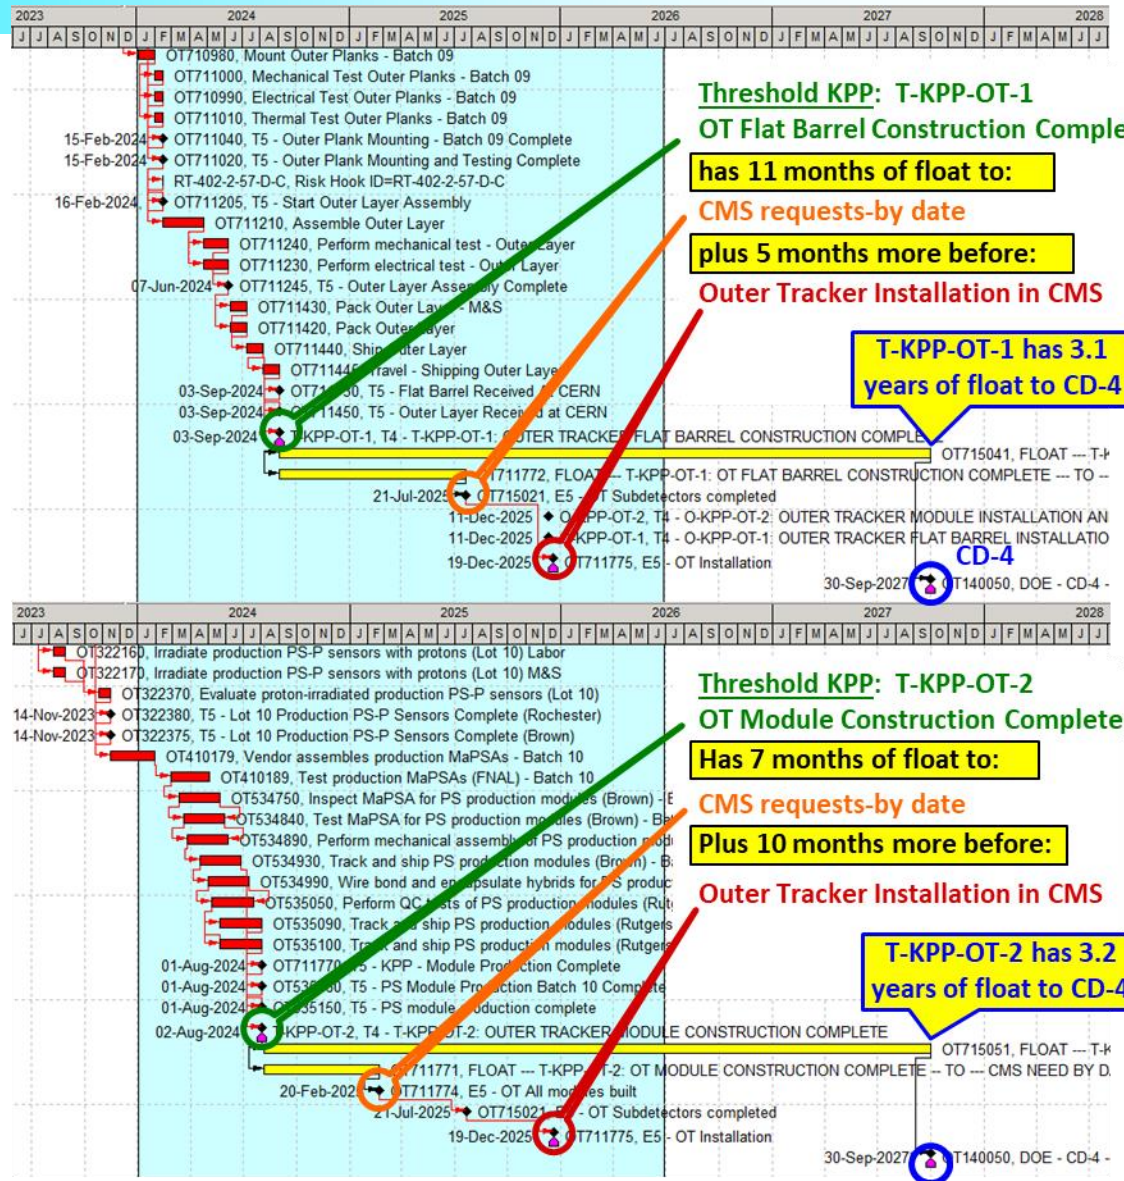 2023 2024 2025 2026 2027 2028
J J A S O N D J F M A M J J A S O N D J F M A M J J A S O N D J F M A M J J A S O N D J F M A M J J A S O N D J F M A M J J
OT710980, Mount Outer Planks - Batch 09
OT711000, Mechanical Test Outer Planks - Batch 09
OT710990, Electrical Test Outer Planks - Batch 09
OT711010, Thermal Test Outer Planks - Batch 09
15-Feb-2024 OT711040, T5 - Outer Plank Mounting - Batch 09 Complete
15-Feb-2024 OT711020, T5 - Outer Plank Mounting and Testing Complete
RT-402-2-57-D-C, Risk Hook ID=RT-402-2-57-D-C
16-Feb-2024 OT711205, T5 - Start Outer Layer Assembly
OT711210, Assemble Outer Layer
OT711240, Perform mechanical test - Outer Layer
OT711230, Perform electrical test - Outer Layer
07-Jun-2024 OT711245, T5 - Outer Layer Assembly Complete
OT711430, Pack Outer Layer - M&S
OT711420, Pack Outer Layer
OT711440, Ship Outer Layer
Travel - Shipping Outer Laye
03-Sep-2024 T5 - Flat Barrel Received At CERN
03-Sep-2024 T5 - Outer Layer Received at CERN
03-Sep-2024 T-KPP-OT-1, T4 - T-KPP-OT-1: OUTER TRACKER FLAT BARREL CONSTRUCTION COMPLE
OT715041, FLOAT --- T-K
OT711772, FLOAT --- T-KPP-OT-1: OT FLAT BARREL CONSTRUCTION COMPLETE --- TO --
21-Jul-2025 OT715021, E5 - OT Subdetectors completed
11-Dec-2025 O-KPP-OT-2, T4 - O-KPP-OT-2: OUTER TRACKER MODULE INSTALLATION AN
11-Dec-2025 O-KPP-OT-1, T4 - O-KPP-OT-1: OUTER TRACKER FLAT BARREL INSTALLATIO
19-Dec-2025 OT711775, E5 - OT Installation
30-Sep-2027 OT140050, DOE - CD-4 -
Threshold KPP: T-KPP-OT-1
OT Flat Barrel Construction Comple
has 11 months of float to:
CMS requests-by date
plus 5 months more before:
Outer Tracker Installation in CMS
T-KPP-OT-1 has 3.1
years of float to CD-4
CD-4
2023 2024 2025 2026 2027 2028
J J A S O N D J F M A M J J A S O N D J F M A M J J A S O N D J F M A M J J A S O N D J F M A M J J A S O N D J F M A M J J
OT322160, Irradiate production PS-P sensors with protons (Lot 10) Labor
OT322170, Irradiate production PS-P sensors with protons (Lot 10) M&S
OT322370, Evaluate proton-irradiated production PS-P sensors (Lot 10)
14-Nov-2023 OT322380, T5 - Lot 10 Production PS-P Sensors Complete (Rochester)
14-Nov-2023 OT322375, T5 - Lot 10 Production PS-P Sensors Complete (Brown)
OT410179, Vendor assembles production MaPSAs - Batch 10
OT410189, Test production MaPSAs (FNAL) - Batch 10
OT534750, Inspect MaPSA for PS production modules (Brown) - B
OT534840, Test MaPSA for PS production modules (Brown) - Ba
OT534890, Perform mechanical assembly of PS production modu
OT534930, Track and ship PS production modules (Brown) - Ba
OT534990, Wire bond and encapsulate hybrids for PS produc
OT535050, Perform QC tests of PS production modules (Rutg
OT535090, Track and ship PS production modules (Rutgers
OT535100, Track and ship PS production modules (Rutgers
01-Aug-2024 OT711770, T5 - KPP - Module Production Complete
01-Aug-2024 T5 - PS Module Production Batch 10 Complete
01-Aug-2024 OT535150, T5 - PS module production complete
02-Aug-2024 T-KPP-OT-2, T4 - T-KPP-OT-2: OUTER TRACKER MODULE CONSTRUCTION COMPLETE
OT715051, FLOAT --- T-K
OT711771, FLOAT --- T-KPP-OT-2: OT MODULE CONSTRUCTION COMPLETE -- TO --- CMS NEED BY D
20-Feb-2025 OT711774, E5 - OT All modules built
21-Jul-2025 OT715021, E5 - OT Subdetectors completed
19-Dec-2025 OT711775, E5 - OT Installation
30-Sep-2027 OT140050, DOE - CD-4 -
Threshold KPP: T-KPP-OT-2
OT Module Construction Complete
Has 7 months of float to:
CMS requests-by date
Plus 10 months more before:
Outer Tracker Installation in CMS
T-KPP-OT-2 has 3.2
years of float to CD-4